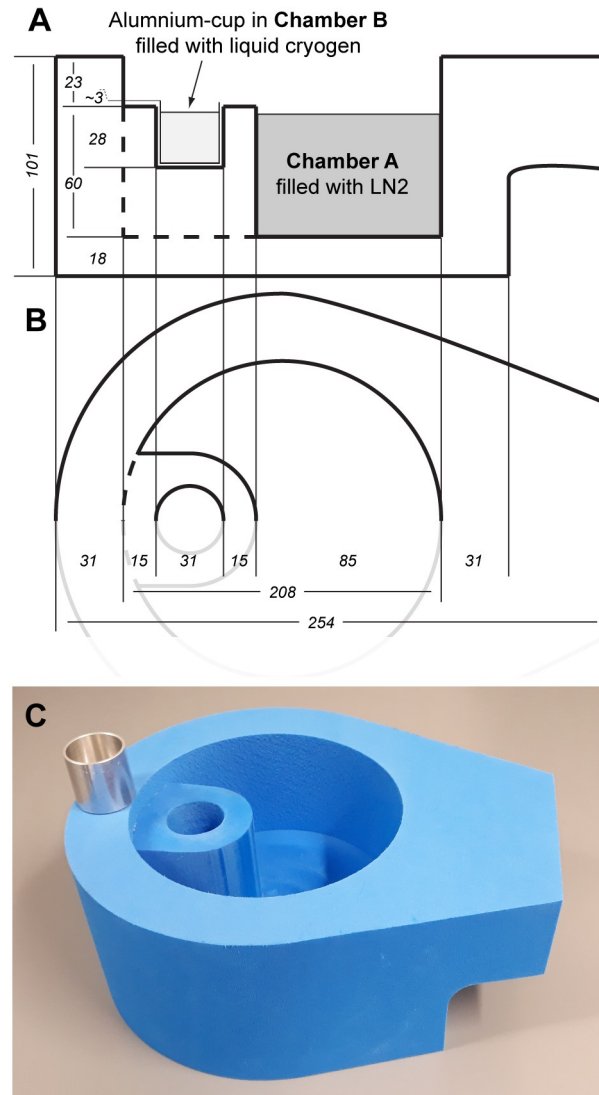 A
Alumnium-cup in Chamber B
filled with liquid cryogen
23
~3
28
101
60
18
Chamber A
filled with LN2
B
31
15
31
15
85
31
208
254
C